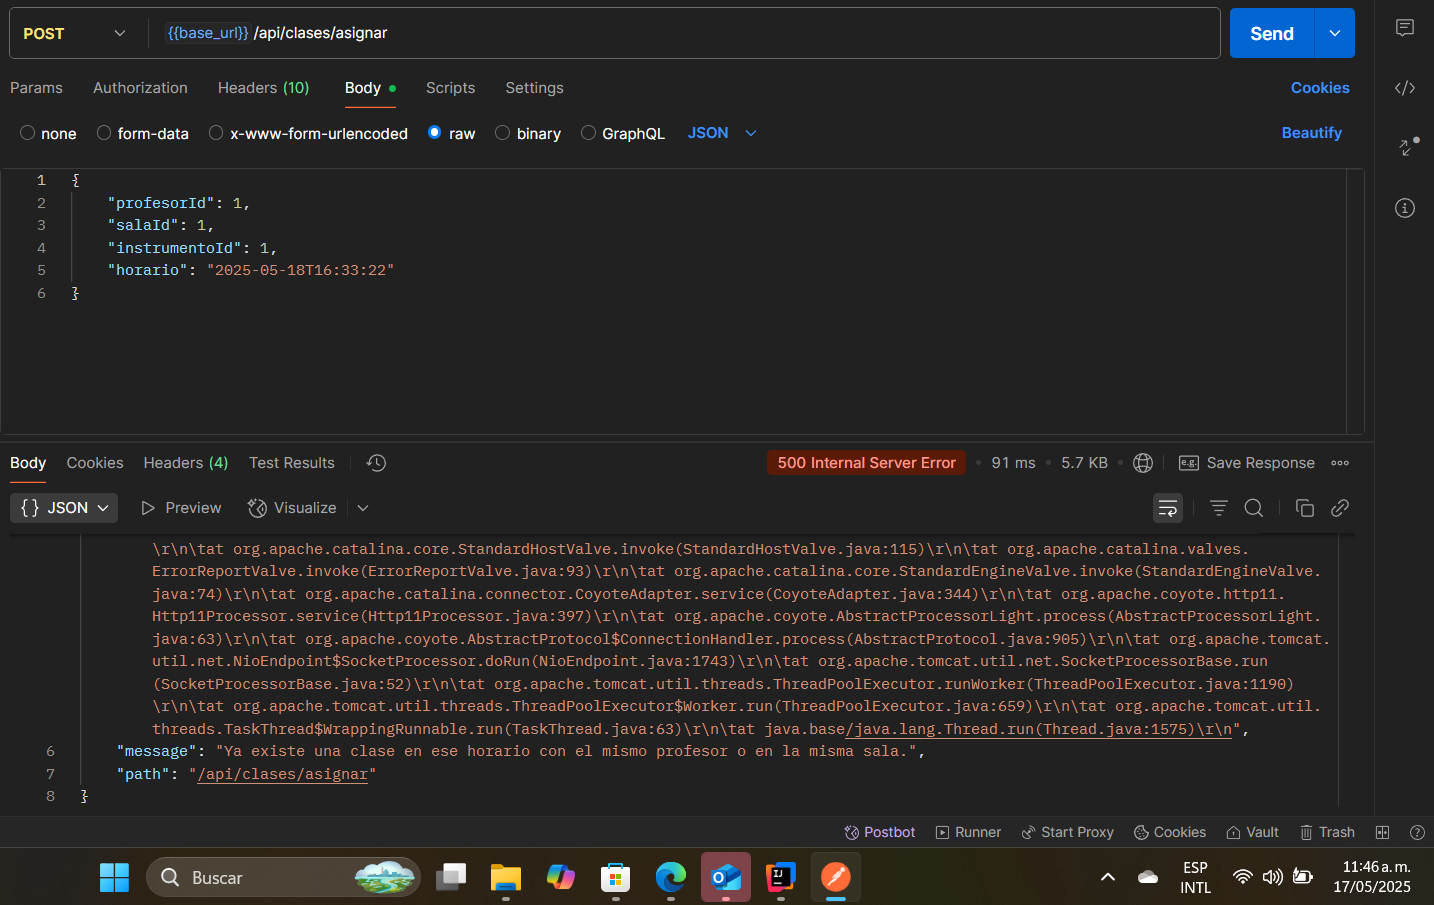 POST {{base_url}} /api/clases/asignar Send
Params Authorization Headers (10) Body Scripts Settings Cookies
none form-data x-www-form-urlencoded raw binary GraphQL JSON Beautify
1 {
2 "profesorId": 1,
3 "salaId": 1,
4 "instrumentoId": 1,
5 "horario": "2025-05-18T16:33:22"
6 }
Body Cookies Headers (4) Test Results 500 Internal Server Error 91 ms 5.7 KB e.g. Save Response
{} JSON Preview Visualize
\r\n\tat org.apache.catalina.core.StandardHostValve.invoke(StandardHostValve.java:115)\r\n\tat org.apache.catalina.valves.
ErrorReportValve.invoke(ErrorReportValve.java:93)\r\n\tat org.apache.catalina.core.StandardEngineValve.invoke(StandardEngineValve.
java:74)\r\n\tat org.apache.catalina.connector.CoyoteAdapter.service(CoyoteAdapter.java:344)\r\n\tat org.apache.coyote.http11.
Http11Processor.service(Http11Processor.java:397)\r\n\tat org.apache.coyote.AbstractProcessorLight.process(AbstractProcessorLight.
java:63)\r\n\tat org.apache.coyote.AbstractProtocol$ConnectionHandler.process(AbstractProtocol.java:905)\r\n\tat org.apache.tomcat.
util.net.NioEndpoint$SocketProcessor.doRun(NioEndpoint.java:1743)\r\n\tat org.apache.tomcat.util.net.SocketProcessorBase.run
(SocketProcessorBase.java:52)\r\n\tat org.apache.tomcat.util.threads.ThreadPoolExecutor.runWorker(ThreadPoolExecutor.java:1190)
\r\n\tat org.apache.tomcat.util.threads.ThreadPoolExecutor$Worker.run(ThreadPoolExecutor.java:659)\r\n\tat org.apache.tomcat.util.
threads.TaskThread$WrappingRunnable.run(TaskThread.java:63)\r\n\tat java.base/java.lang.Thread.run(Thread.java:1575)\r\n",
6 "message": "Ya existe una clase en ese horario con el mismo profesor o en la misma sala.",
7 "path": "/api/clases/asignar"
8 }
Postbot Runner Start Proxy Cookies Vault Trash
Buscar
ESP
INTL
11:46 a. m.
17/05/2025